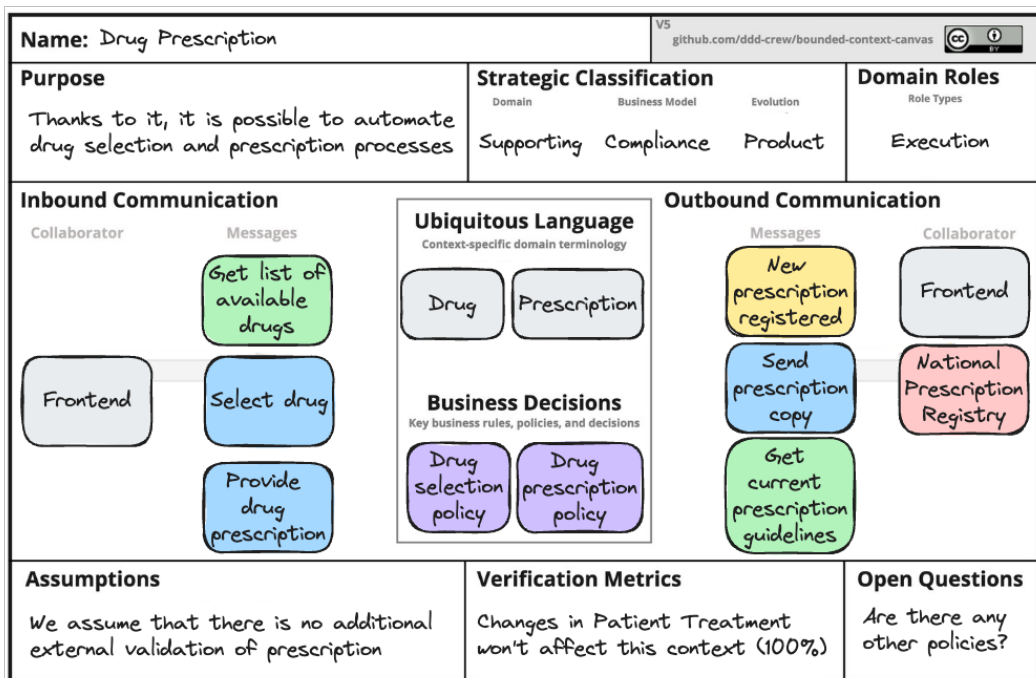 Name: Drug Prescription
V5
github.com/ddd-crew/bounded-context-canvas
cc
BY
Purpose
Thanks to it, it is possible to automate
drug selection and prescription processes
Strategic Classification
Domain
Business Model
Evolution
Supporting
Compliance
Product
Domain Roles
Role Types
Execution
Inbound Communication
Collaborator
Messages
Get list of
available
drugs
Frontend
Select drug
Provide
drug
prescription
Ubiquitous Language
Context-specific domain terminology
Drug
Prescription
Business Decisions
Key business rules, policies, and decisions
Drug
selection
policy
Drug
prescription
policy
Outbound Communication
Messages
Collaborator
New
prescription
registered
Frontend
Send
prescription
copy
National
Prescription
Registry
Get
current
prescription
guidelines
Assumptions
We assume that there is no additional
external validation of prescription
Verification Metrics
Changes in Patient Treatment
won't affect this context (100%)
Open Questions
Are there any
other policies?